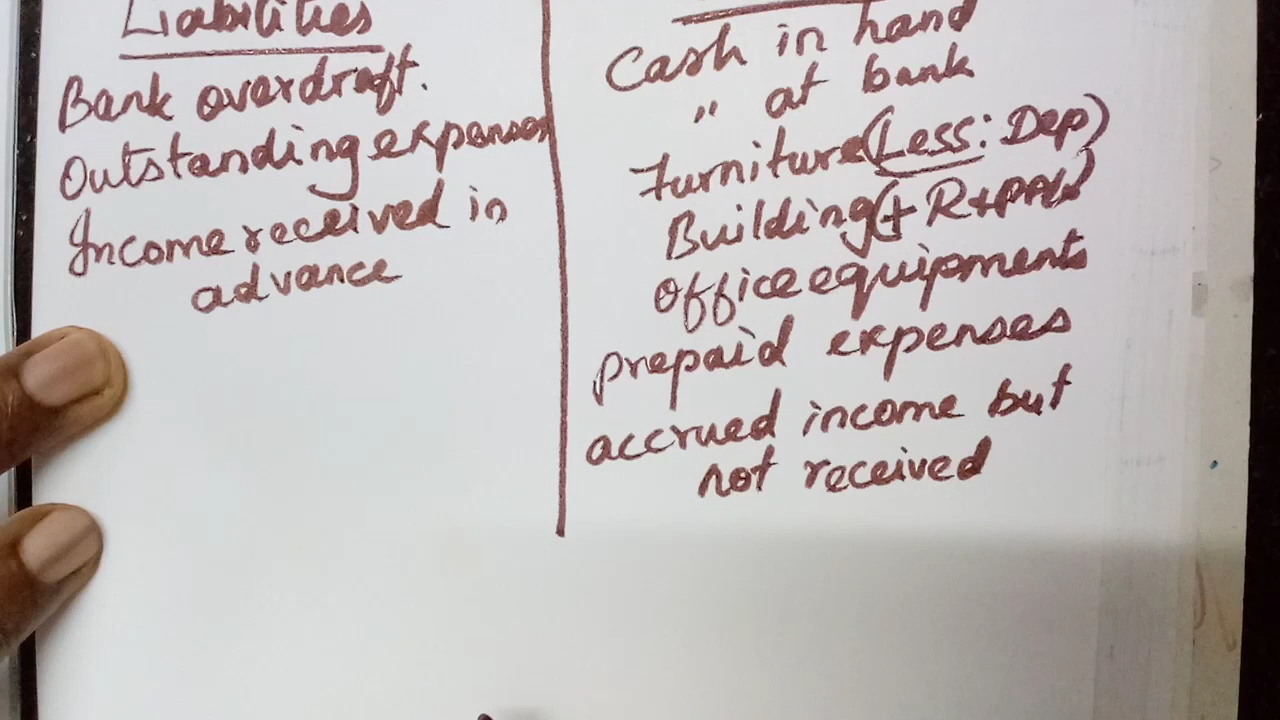 Liabilities
Bank overdraft.
Outstanding expenses
Income received in
advance
Cash in hand
" at bank
Furniture (Less: Dep)
Building (+
office equipments
prepaid expenses
accrued income but
not received